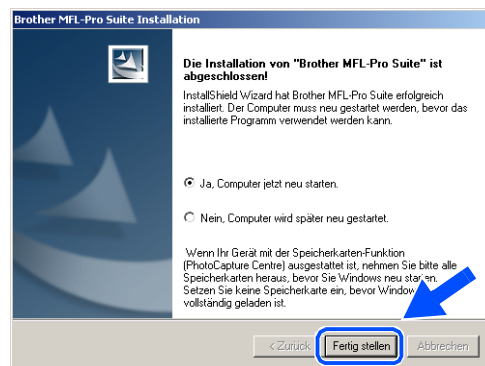 Brother MFL-Pro Suite Installation
Die Installation von "Brother MFL-Pro Suite" ist
abgeschlossen!
InstallShield Wizard hat Brother MFL-Pro Suite erfolgreich
installiert. Der Computer muss neu gestartet werden, bevor das
installierte Programm verwendet werden kann.
Ja, Computer jetzt neu starten.
Nein, Computer wird später neu gestartet.
Wenn Ihr Gerät mit der Speicherkarten-Funktion
(PhotoCapture Centre) ausgestattet ist, nehmen Sie bitte alle
Speicherkarten heraus, bevor Sie Windows neu starten.
Setzen Sie keine Speicherkarte ein, bevor Window
vollständig geladen ist.
< Zurück
Fertig stellen
Abbrechen